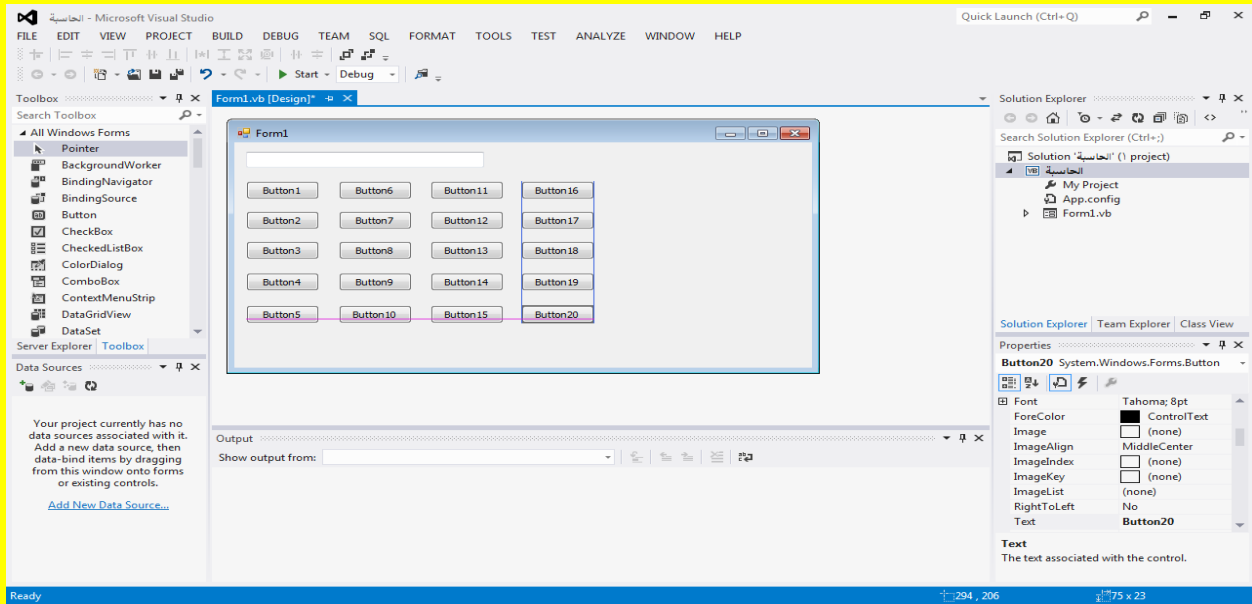 الحاسبة - Microsoft Visual Studio
Quick Launch (Ctrl+Q)
FILE EDIT VIEW PROJECT BUILD DEBUG TEAM SQL FORMAT TOOLS TEST ANALYZE WINDOW HELP
Start Debug
Toolbox
Search Toolbox
All Windows Forms
Pointer
BackgroundWorker
BindingNavigator
BindingSource
Button
CheckBox
CheckedListBox
ColorDialog
ComboBox
ContextMenuStrip
DataGridView
DataSet
Server Explorer Toolbox
Data Sources
Your project currently has no
data sources associated with it.
Add a new data source, then
data-bind items by dragging
from this window onto forms
or existing controls.
Add New Data Source...
Form1.vb [Design]*
Form1
Button1 Button6 Button11 Button16
Button2 Button7 Button12 Button17
Button3 Button8 Button13 Button18
Button4 Button9 Button14 Button19
Button5 Button10 Button15 Button20
Output
Show output from:
Solution Explorer
Search Solution Explorer (Ctrl+;)
Solution 'الحاسبة' (١ project)
VB الحاسبة
My Project
App.config
Form1.vb
Solution Explorer Team Explorer Class View
Properties
Button20 System.Windows.Forms.Button
Font Tahoma; 8pt
ForeColor ControlText
Image (none)
ImageAlign MiddleCenter
ImageIndex (none)
ImageKey (none)
ImageList (none)
RightToLeft No
Text Button20
Text
The text associated with the control.
Ready 294 , 206 75 x 23